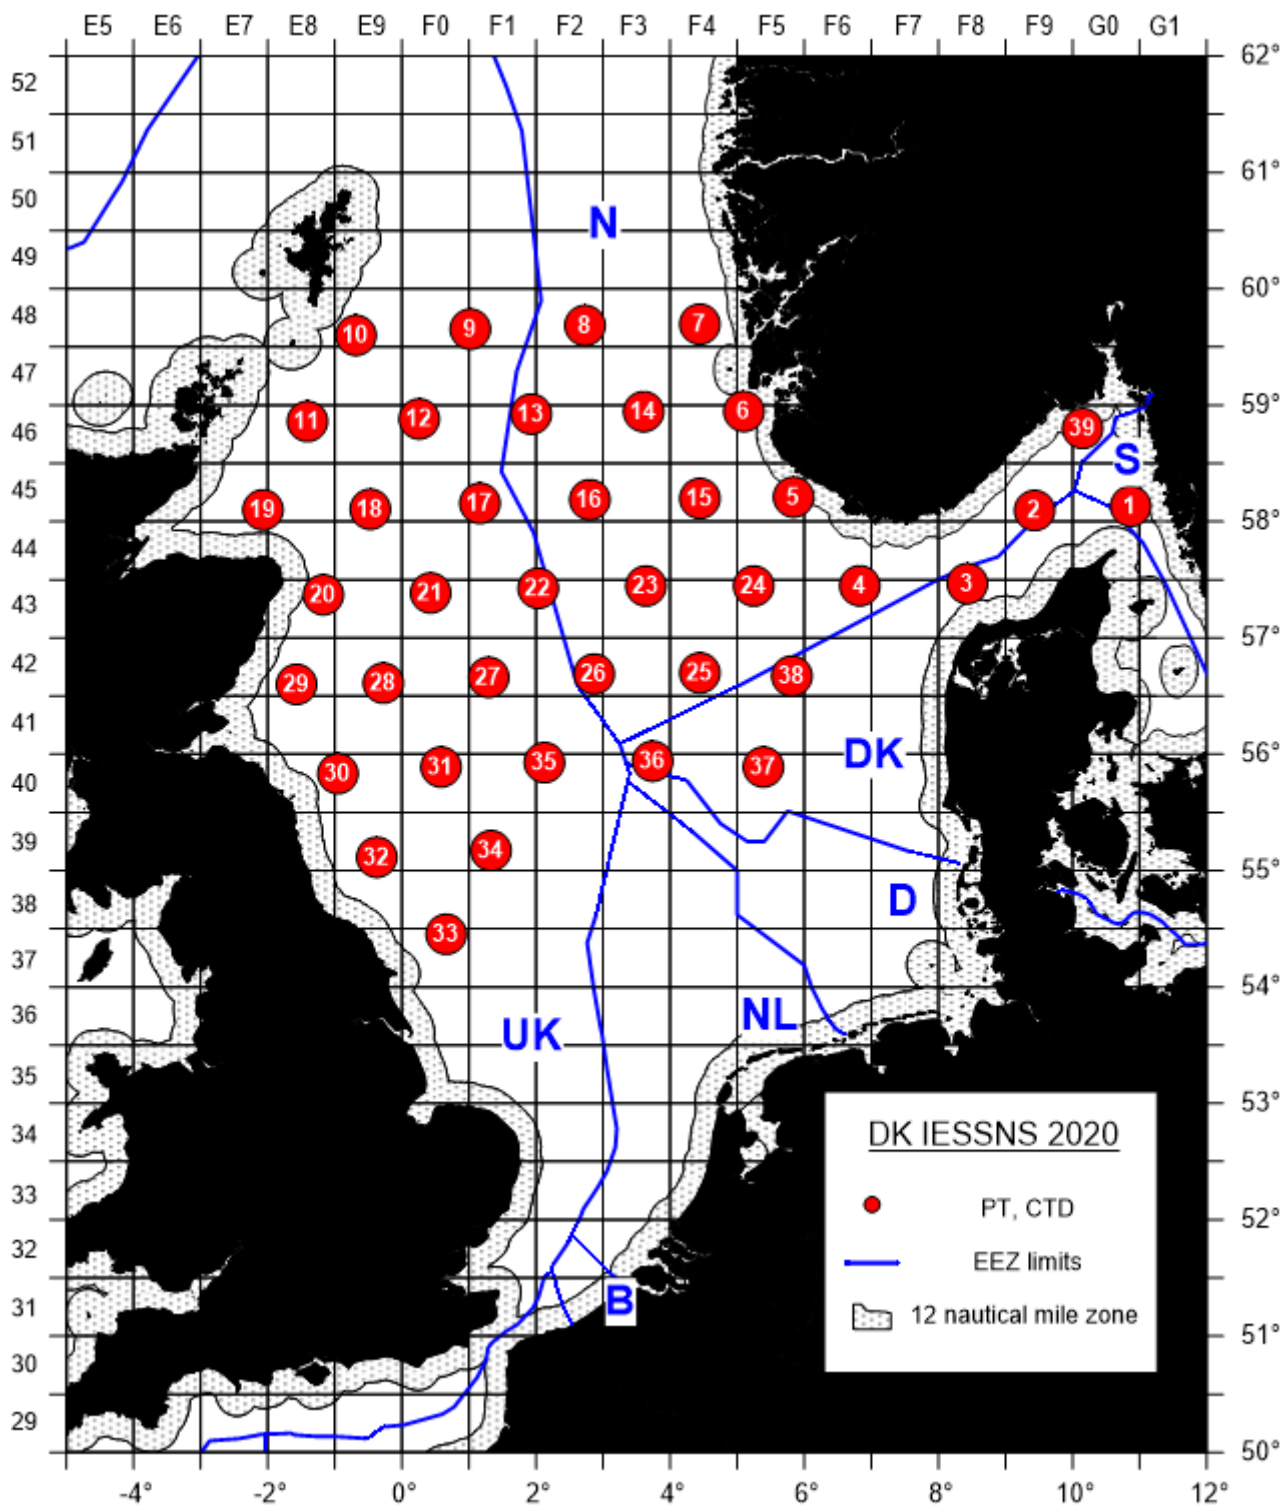 E5 E6 E7 E8 E9 F0 F1 F2 F3 F4 F5 F6 F7 F8 F9 G0 G1
62°
52
51
61°
50
N
49
60°
48
10 9 8 7
47
59°
46
11 12 13 14 6 39
S
45
19 18 17 16 15 5 2 1
58°
44
43
20 21 22 23 24 4 3
57°
42
29 28 27 26 25 38
41
DK
56°
40
30 31 35 36 37
39
32 34
55°
38
D
33
37
54°
36
UK
NL
35
53°
34
DK IESSNS 2020
33
PT, CTD
52°
32
EEZ limits
31
B
12 nautical mile zone
51°
30
29
50°
-4° -2° 0° 2° 4° 6° 8° 10° 12°